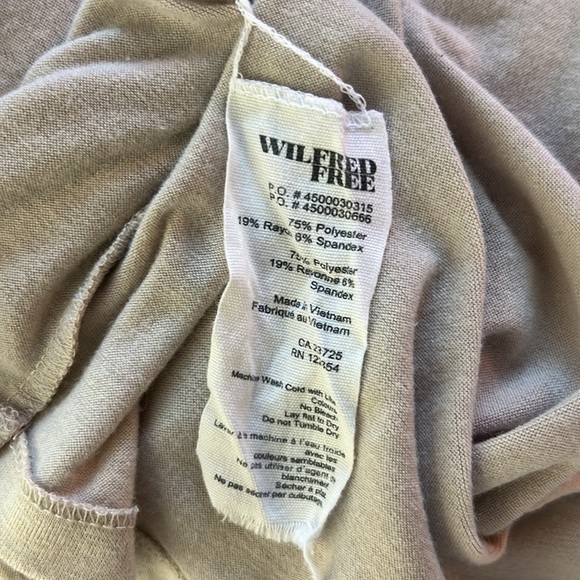 WILFRED
FREE
P.O. # 4500030315
P.O. # 4500030666
75% Polyester
19% Rayon 6% Spandex
75% Polyester
19% Rayonne 6%
Spandex
Made in Vietnam
Fabriqué au Vietnam
CA
RN
Machine Wash Cold with Like
Colours.
No Bleach
Lay flat to Dry
Do not Tumble Dry
Laver à la machine à l'eau froide
avec les
couleurs semblables
Ne pas utiliser d'agent de
blanchiment
Sécher à plat
Ne pas sécher par culbutage